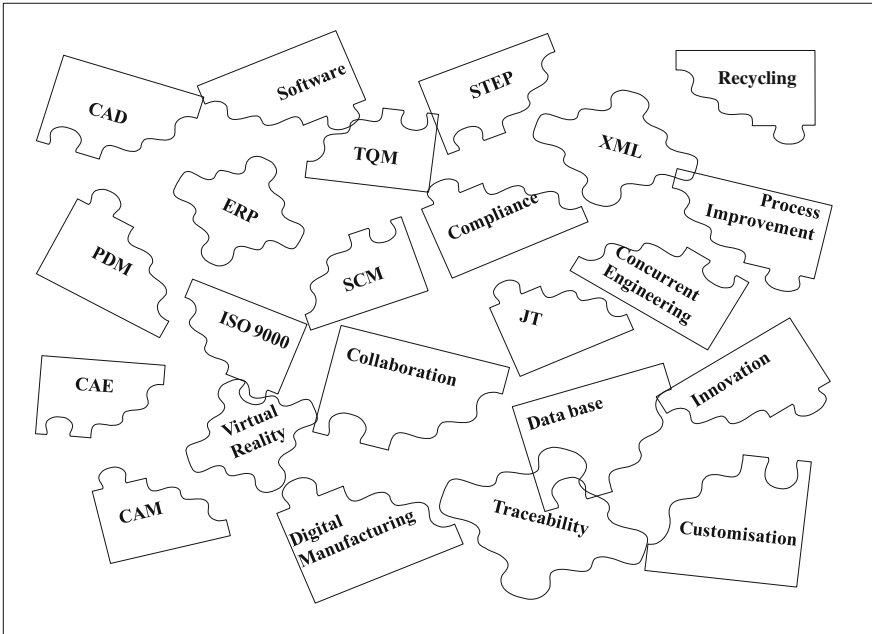 CAD
Software
STEP
Recycling
TQM
XML
ERP
Compliance
Process
Improvement
PDM
SCM
Concurrent
Engineering
ISO 9000
JT
Collaboration
CAE
Innovation
Virtual
Reality
Data base
CAM
Digital
Manufacturing
Traceability
Customisation